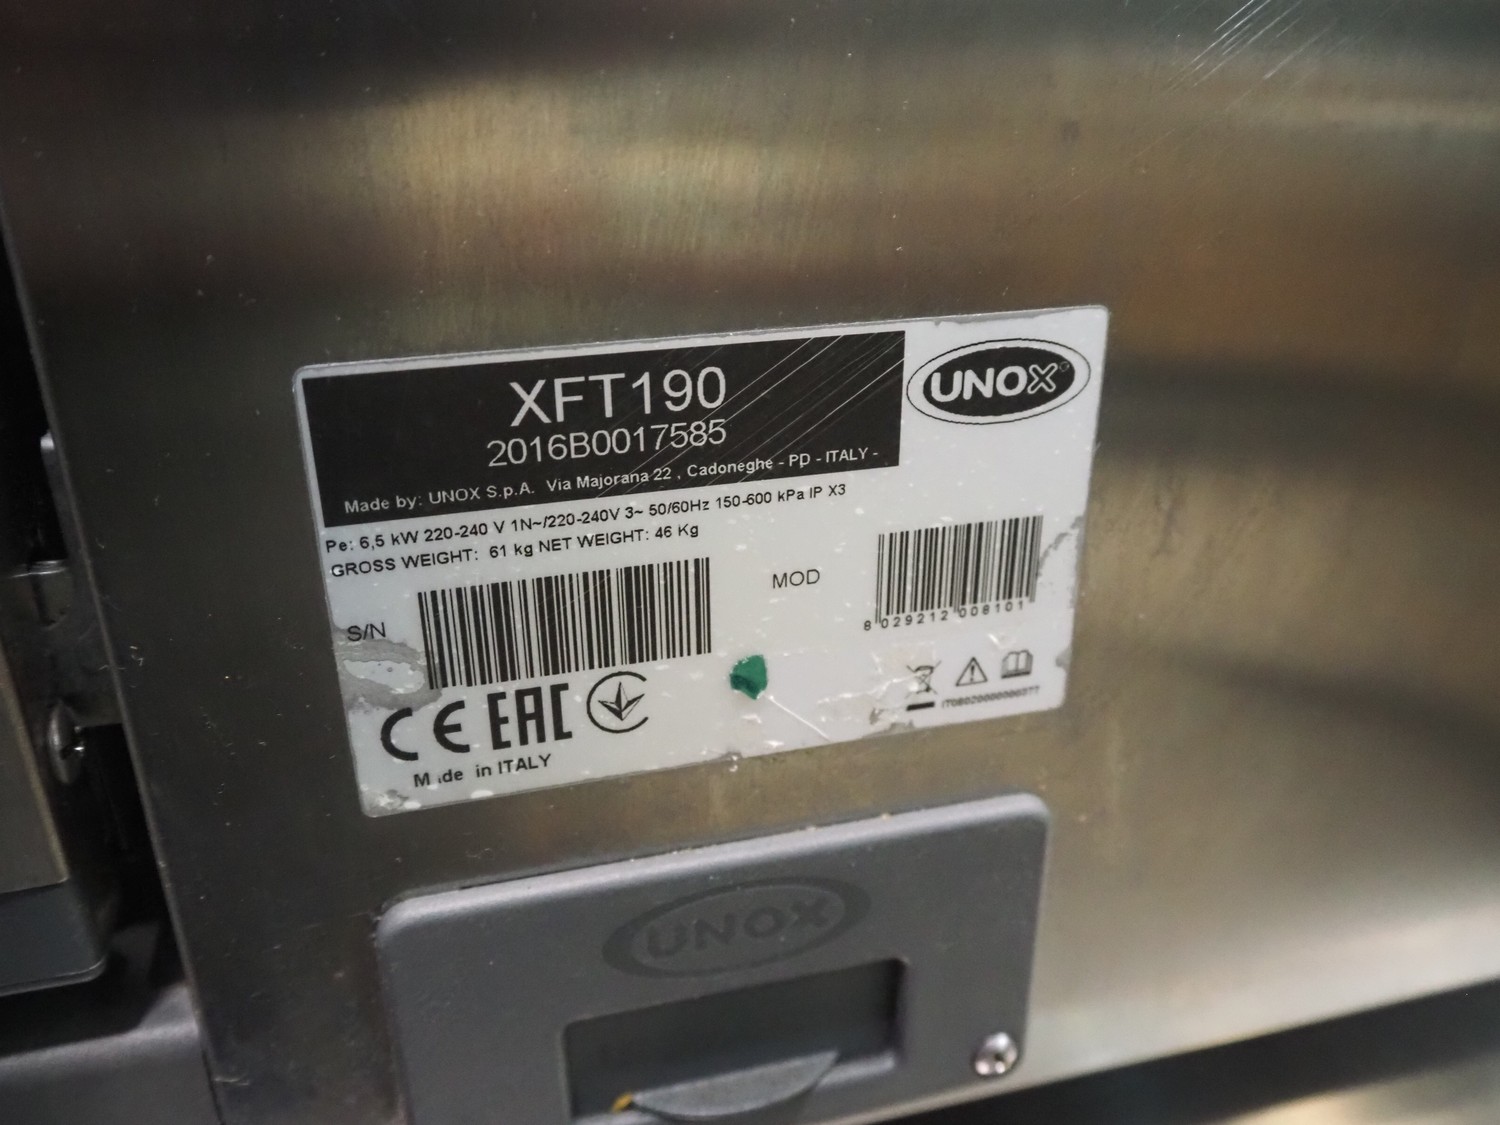 XFT190
2016B0017585
Made by: UNOX S.p.A. Via Majorana 22 , Cadoneghe - PD - ITALY -
UNOX
Pe: 6,5 kW 220-240 V 1N~/220-240V 3~ 50/60Hz 150-600 kPa IP X3
GROSS WEIGHT: 61 kg NET WEIGHT: 46 Kg
S/N
MOD
8 029212 008101
CE EAC
M de in ITALY
UNOX